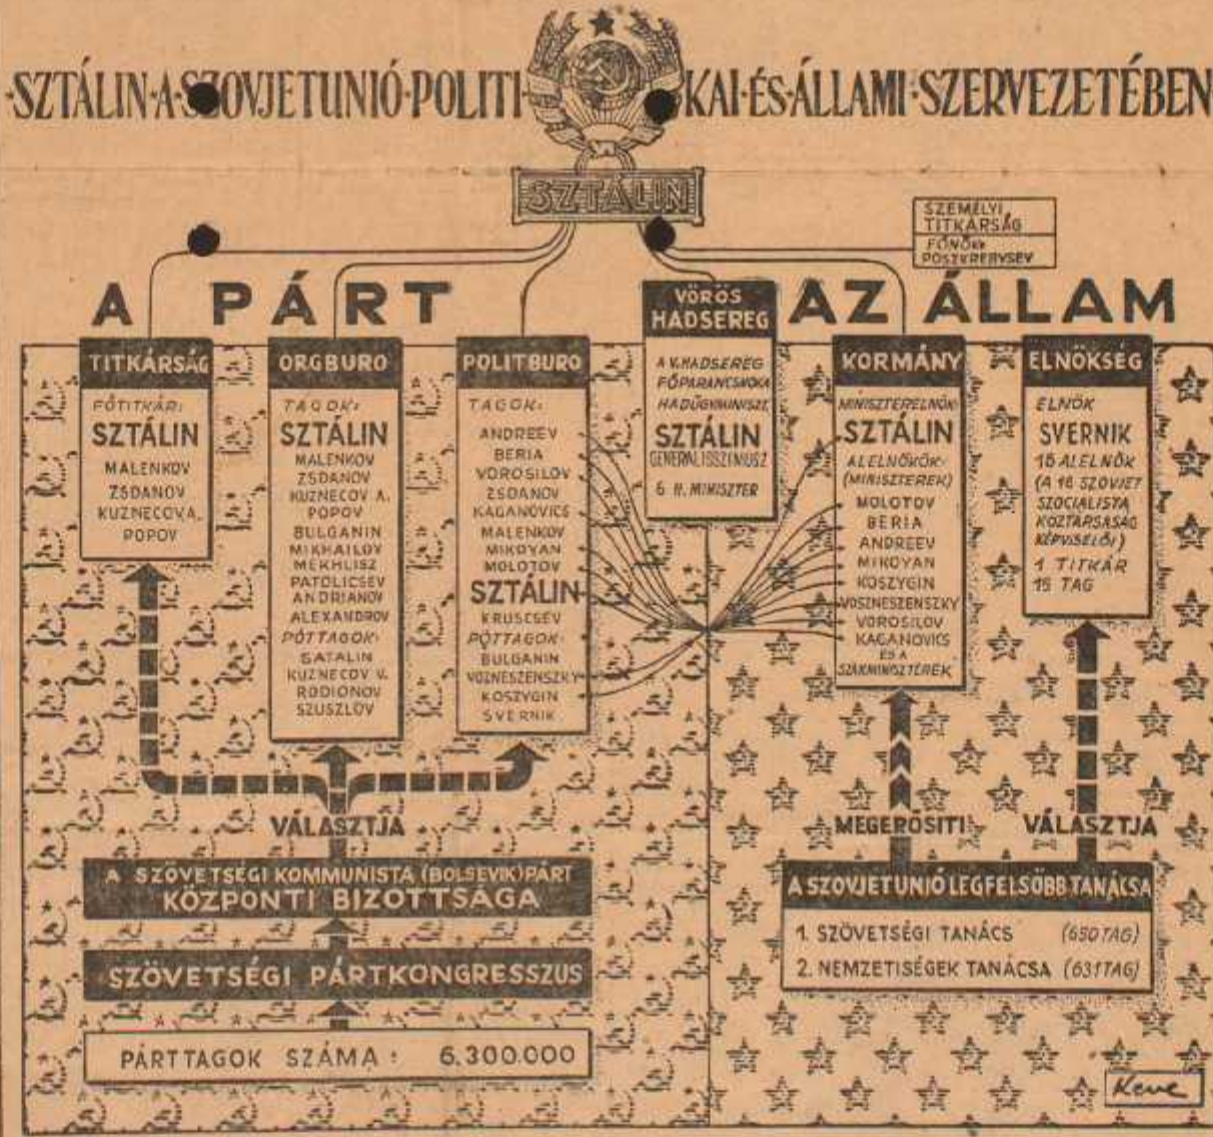 SZTÁLIN·A·SZOVJETUNIÓ·POLITIKAI·ÉS·ÁLLAMI·SZERVEZETÉBEN
SZTÁLIN
SZEMÉLYI
TITKÁRSÁG
FŐNÖK:
POSZKREBYSEV
A PÁRT
AZ ÁLLAM
TITKÁRSÁG
FŐTITKÁR:
SZTÁLIN
MALENKOV
ZSDANOV
KUZNECOV A.
POPOV
ORGBURO
TAGOK:
SZTÁLIN
MALENKOV
ZSDANOV
KUZNECOV A.
POPOV
BULGANIN
MIKHAILOV
MEKHLISZ
PATOLICSEV
ANDRIANOV
ALEXANDROV
PÓTTAGOK:
SATALIN
KUZNECOV V.
RODIONOV
SZUSZLOV
POLITBURO
TAGOK:
ANDREEV
BERIA
VOROSILOV
ZSDANOV
KAGANOVICS
MALENKOV
MIKOYAN
MOLOTOV
SZTÁLIN
KRUSCSEV
PÓTTAGOK:
BULGANIN
VOZNESZENSZKY
KOSZYGIN
SVERNIK
VÖRÖS
HADSEREG
A V. HADSEREG
FŐPARANCSNOKA
HADÜGYMINISZT.
SZTÁLIN
GENERALISSZIMUSZ
6 H. MINISZTER
KORMÁNY
MINISZTERELNÖK:
SZTÁLIN
ALELNÖKÖK:
(MINISZTEREK)
MOLOTOV
BERIA
ANDREEV
MIKOYAN
KOSZYGIN
VOSZNESZENSZKY
VOROSILOV
KAGANOVICS
ÉS A
SZAKMINISZTEREK
ELNÖKSÉG
ELNÖK
SVERNIK
16 ALELNÖK
(A 16 SZOVJET
SZOCIALISTA
KÖZTÁRSASÁG
KÉPVISELŐI)
1 TITKÁR
15 TAG
VÁLASZTJA
MEGERŐSITI
VÁLASZTJA
A SZÖVETSÉGI KOMMUNISTA (BOLSEVIK) PÁRT
KÖZPONTI BIZOTTSÁGA
SZÖVETSÉGI PÁRTKONGRESSZUS
PÁRTTAGOK SZÁMA: 6.300.000
A SZOVJETUNIÓ LEGFELSŐBB TANÁCSA
1. SZÖVETSÉGI TANÁCS (650 TAG)
2. NEMZETISÉGEK TANÁCSA (631 TAG)
Keve